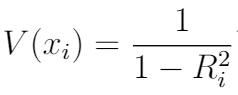 V(x_i) = \frac{1}{1 - R_i^2}.